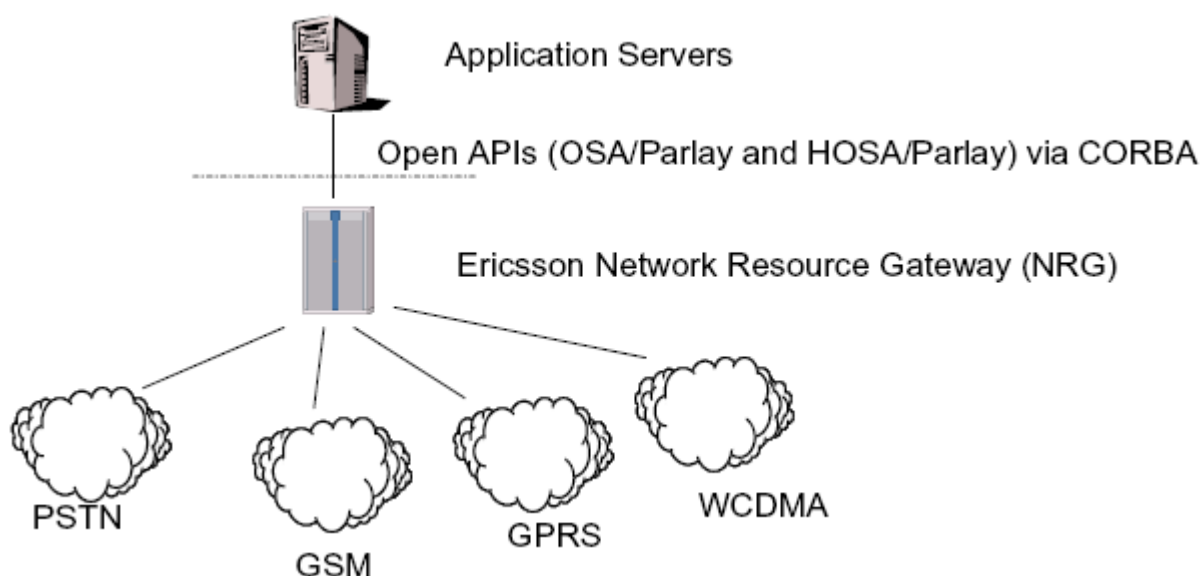 Application Servers
Open APIs (OSA/Parlay and HOSA/Parlay) via CORBA
Ericsson Network Resource Gateway (NRG)
PSTN
GSM
GPRS
WCDMA